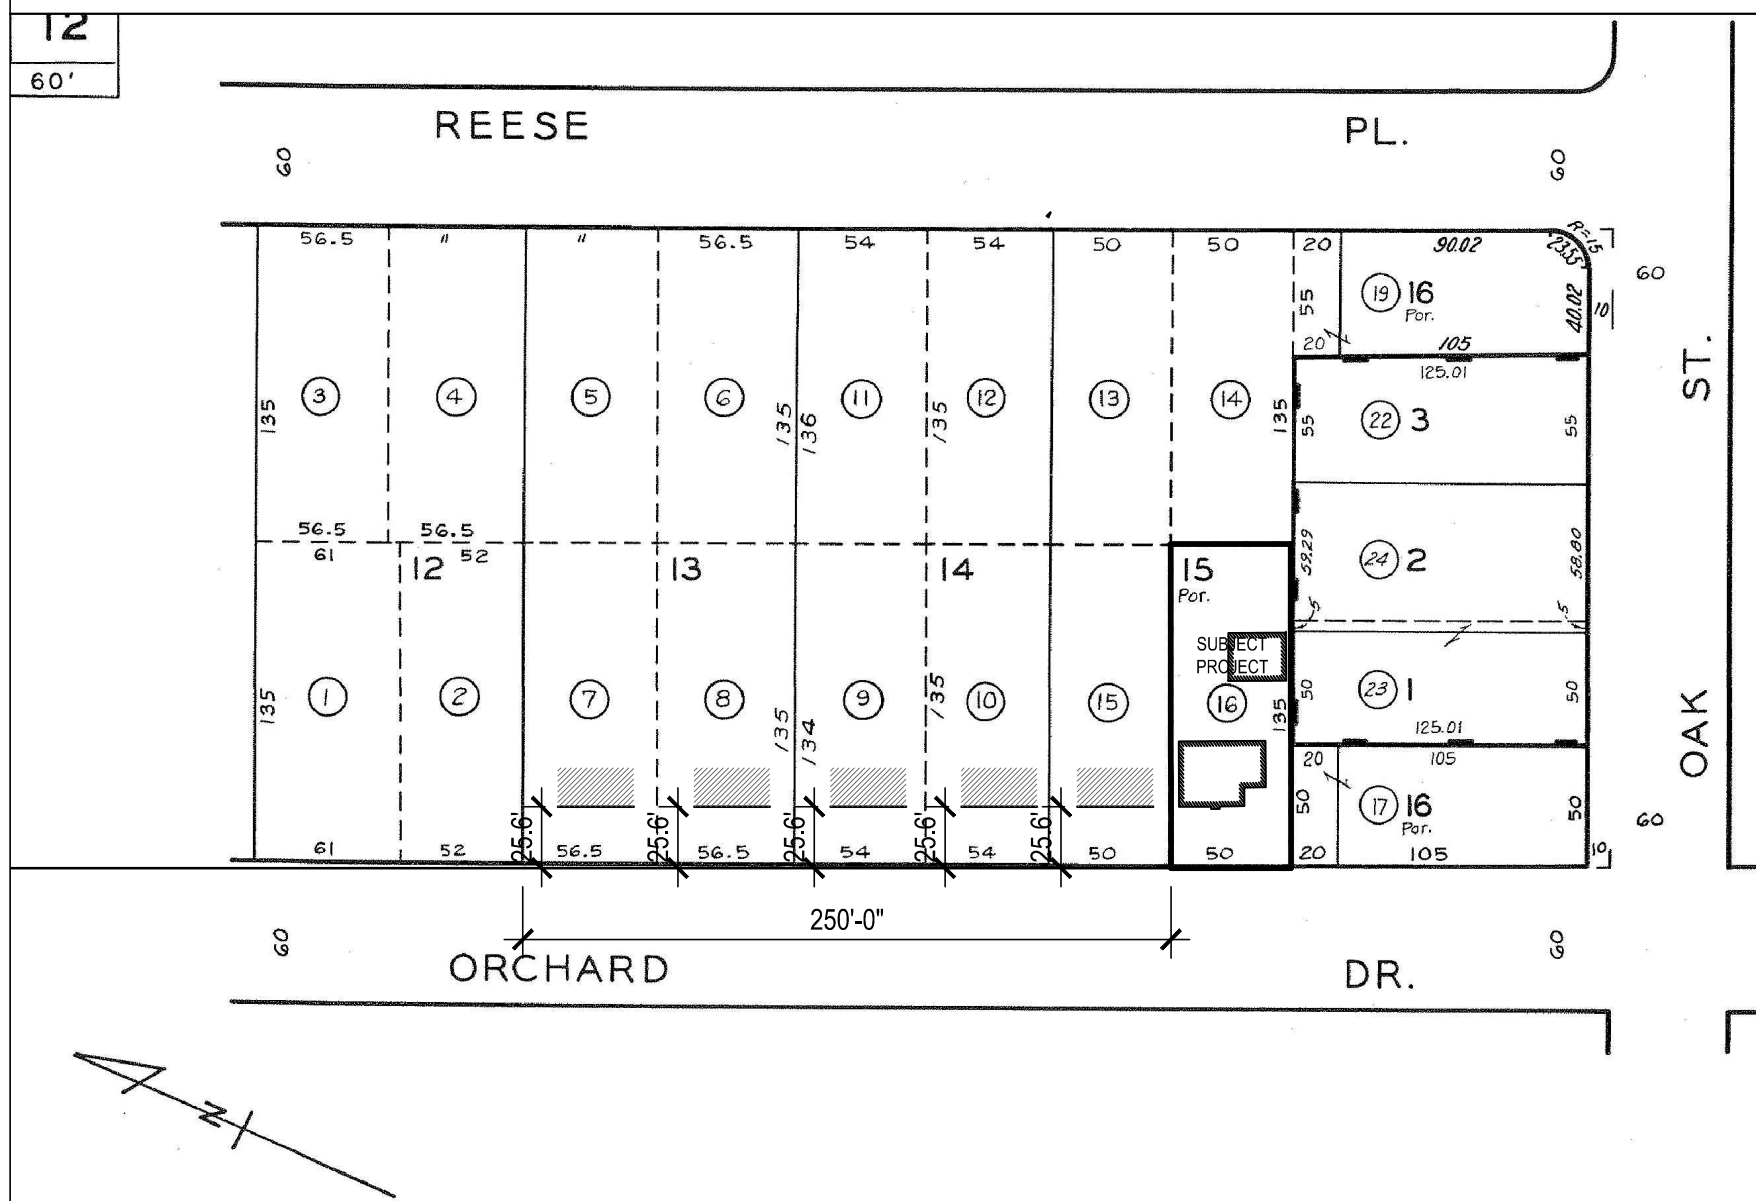 12
60'
REESE PL.
60 60
56.5 " " 56.5 54 54 50 50 20 90.02 R=15 23.55
60
19 16 Por.
55 40.02 10
20 105
125.01
3 4 5 6 11 12 13 14
135 135 136 135 135
55 22 3 55
ST.
56.5 56.5
61 12 52 13 14 15 Por.
59.29 24 2 58.80
5 5
SUBJECT
PROJECT
1 2 7 8 9 10 15 16
135 135 134 135 135
50 23 1 50
125.01
OAK
20 105
50 17 16 Por. 50
60
25.6' 25.6' 25.6' 25.6' 25.6'
61 52 56.5 56.5 54 54 50 50 20 105 10
250'-0"
60 60
ORCHARD DR.
N